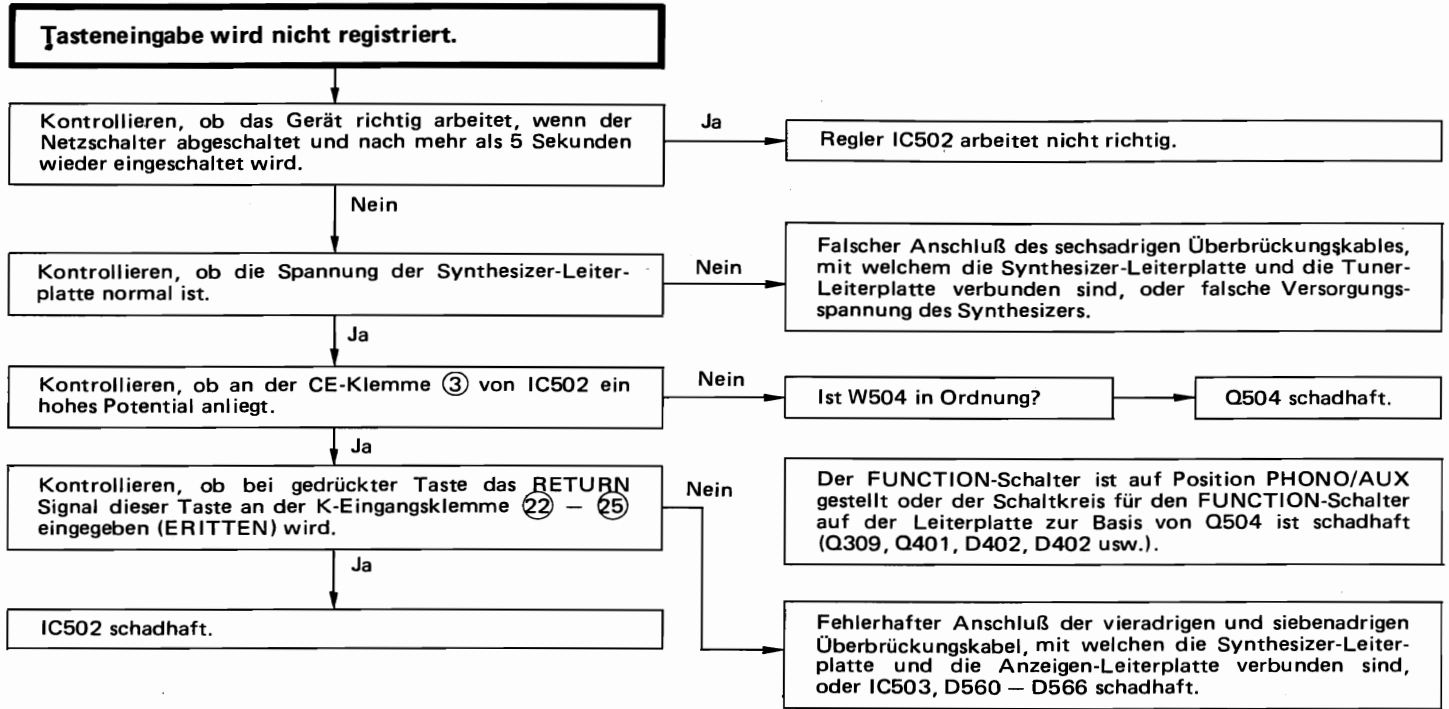 Tasteneingabe wird nicht registriert.
Kontrollieren, ob das Gerät richtig arbeitet, wenn der
Netzschalter abgeschaltet und nach mehr als 5 Sekunden
wieder eingeschaltet wird.
Ja
Regler IC502 arbeitet nicht richtig.
Nein
Kontrollieren, ob die Spannung der Synthesizer-Leiter-
platte normal ist.
Nein
Falscher Anschluß des sechsadrigen Überbrückungskables,
mit welchem die Synthesizer-Leiterplatte und die Tuner-
Leiterplatte verbunden sind, oder falsche Versorgungs-
spannung des Synthesizers.
Ja
Kontrollieren, ob an der CE-Klemme ③ von IC502 ein
hohes Potential anliegt.
Nein
Ist W504 in Ordnung?
Q504 schadhaft.
Ja
Kontrollieren, ob bei gedrückter Taste das RETURN
Signal dieser Taste an der K-Eingangsklemme ㉒ — ㉕
eingegeben (ERITTEN) wird.
Nein
Der FUNCTION-Schalter ist auf Position PHONO/AUX
gestellt oder der Schaltkreis für den FUNCTION-Schalter
auf der Leiterplatte zur Basis von Q504 ist schadhaft
(Q309, Q401, D402, D402 usw.).
Ja
IC502 schadhaft.
Fehlerhafter Anschluß der vieradrigen und siebenadrigen
Überbrückungskabel, mit welchen die Synthesizer-Leiter-
platte und die Anzeigen-Leiterplatte verbunden sind,
oder IC503, D560 — D566 schadhaft.